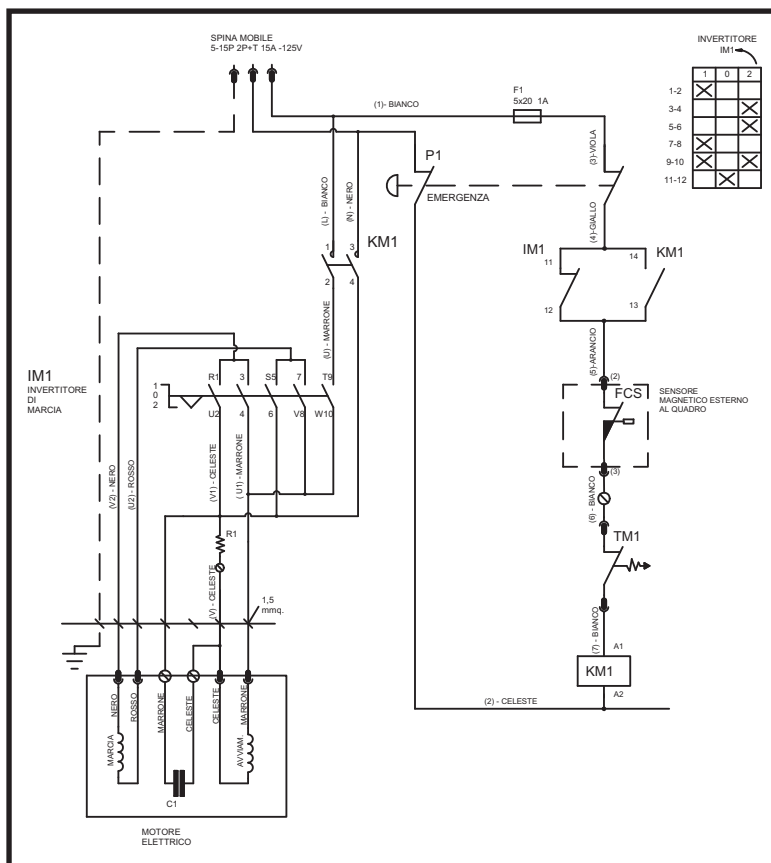 SPINA MOBILE
5-15P 2P+T 15A -125V
INVERTITORE
IM1
1 0 2
1-2
3-4
5-6
7-8
9-10
11-12
F1
5x20 1A
(1)-BIANCO
(3)-VIOLA
P1
EMERGENZA
(4)-GIALLO
(L) - BIANCO
(N) - NERO
1 3
KM1
2 4
(U) - MARRONE
IM1
11
12
14
13
KM1
(5)-ARANCIO
(2)
FCS
SENSORE
MAGNETICO ESTERNO
AL QUADRO
(3)
(6) - BIANCO
TM1
(7) - BIANCO
A1
KM1
A2
(2) - CELESTE
IM1
INVERTITORE
DI
MARCIA
1
0
2
R1 3 S5 7 T9
U2 4 6 V8 W10
(V2) - NERO
(U2) - ROSSO
(V1) - CELESTE
( U1) - MARRONE
R1
(V) - CELESTE
1,5
mmq.
NERO
ROSSO
MARRONE
CELESTE
CELESTE
MARRONE
MARCIA
AVVIAM.
C1
MOTORE
ELETTRICO